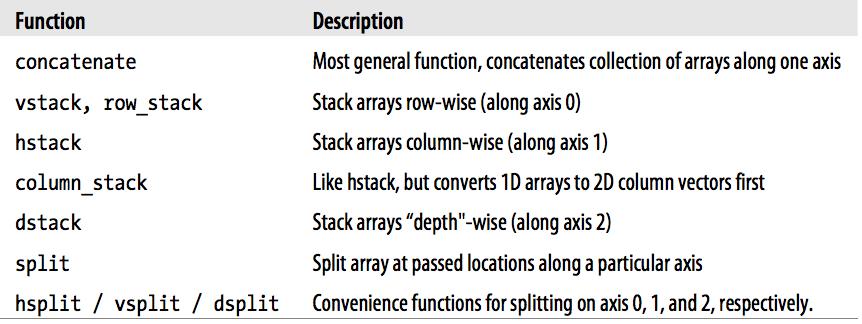 Function Description
concatenate Most general function, concatenates collection of arrays along one axis
vstack, row_stack Stack arrays row-wise (along axis 0)
hstack Stack arrays column-wise (along axis 1)
column_stack Like hstack, but converts 1D arrays to 2D column vectors first
dstack Stack arrays “depth"-wise (along axis 2)
split Split array at passed locations along a particular axis
hsplit / vsplit / dsplit Convenience functions for splitting on axis 0, 1, and 2, respectively.